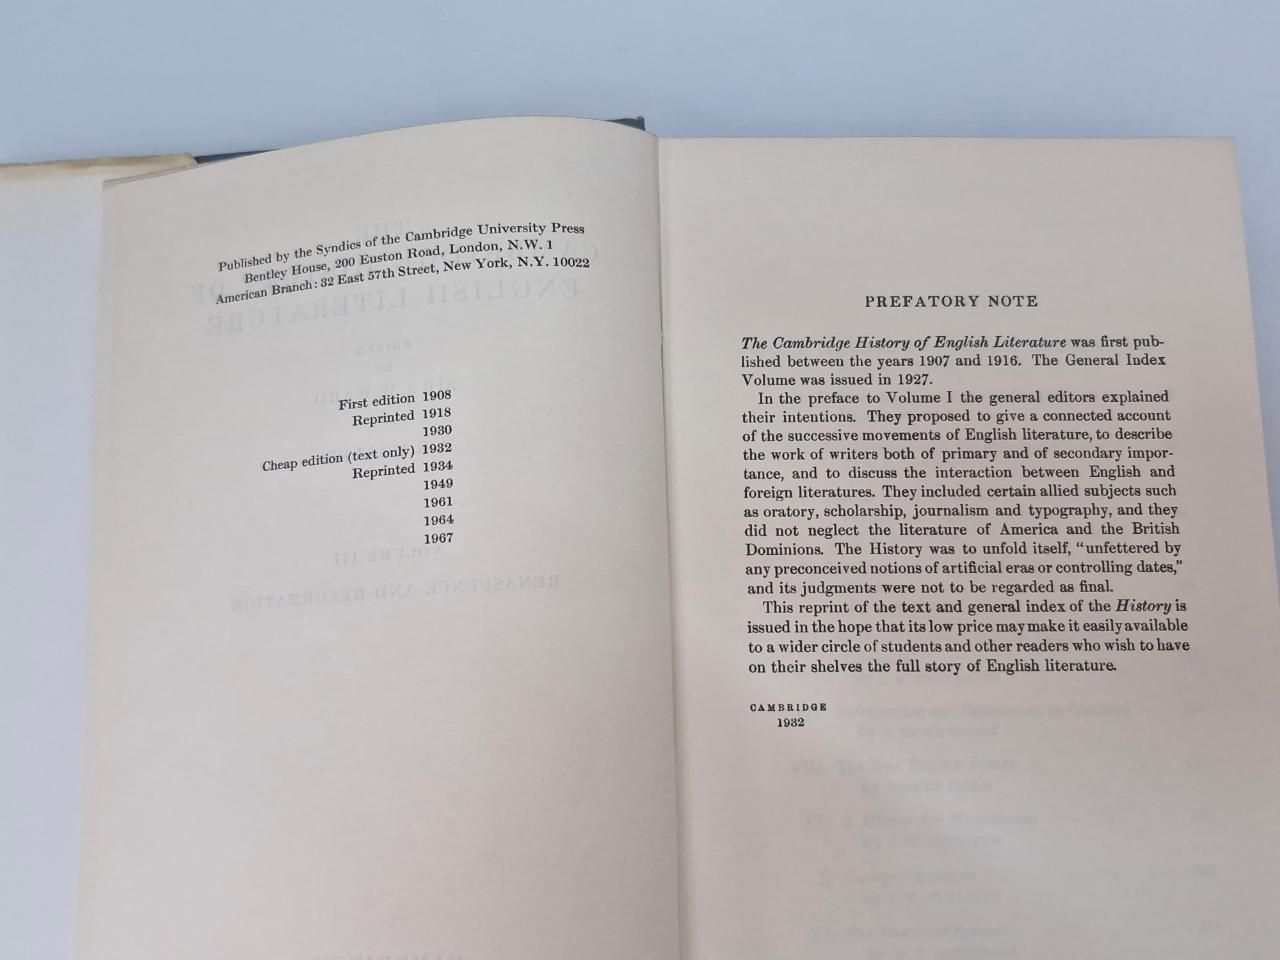 Published by the Syndics of the Cambridge University Press
Bentley House, 200 Euston Road, London, N.W. 1
American Branch: 32 East 57th Street, New York, N.Y. 10022
First edition 1908
Reprinted 1918
1930
Cheap edition (text only) 1932
Reprinted 1934
1949
1961
1964
1967
PREFATORY NOTE
The Cambridge History of English Literature was first pub-
lished between the years 1907 and 1916. The General Index
Volume was issued in 1927.
In the preface to Volume I the general editors explained
their intentions. They proposed to give a connected account
of the successive movements of English literature, to describe
the work of writers both of primary and of secondary impor-
tance, and to discuss the interaction between English and
foreign literatures. They included certain allied subjects such
as oratory, scholarship, journalism and typography, and they
did not neglect the literature of America and the British
Dominions. The History was to unfold itself, "unfettered by
any preconceived notions of artificial eras or controlling dates,"
and its judgments were not to be regarded as final.
This reprint of the text and general index of the History is
issued in the hope that its low price may make it easily available
to a wider circle of students and other readers who wish to have
on their shelves the full story of English literature.
CAMBRIDGE
1932